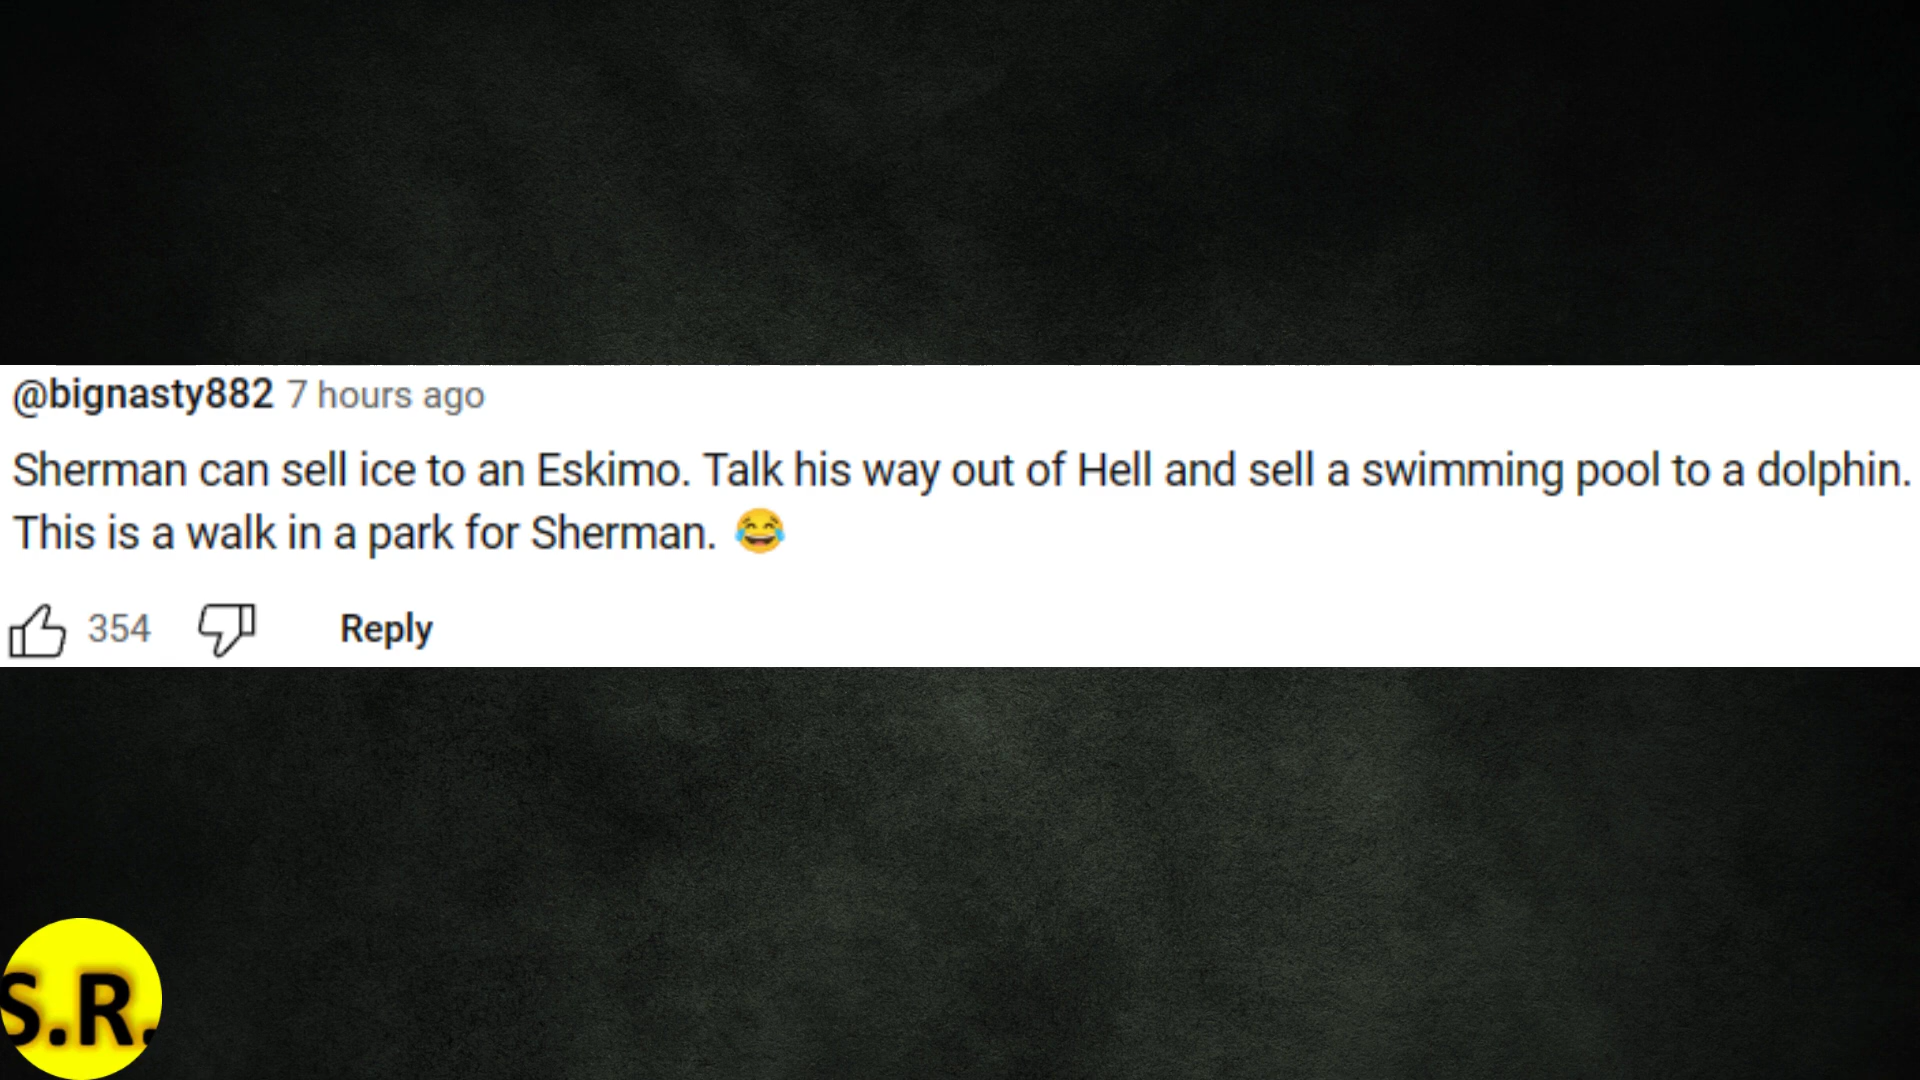 @bignasty882 7 hours ago
Sherman can sell ice to an Eskimo. Talk his way out of Hell and sell a swimming pool to a dolphin.
This is a walk in a park for Sherman. 😂
354 Reply
S.R.